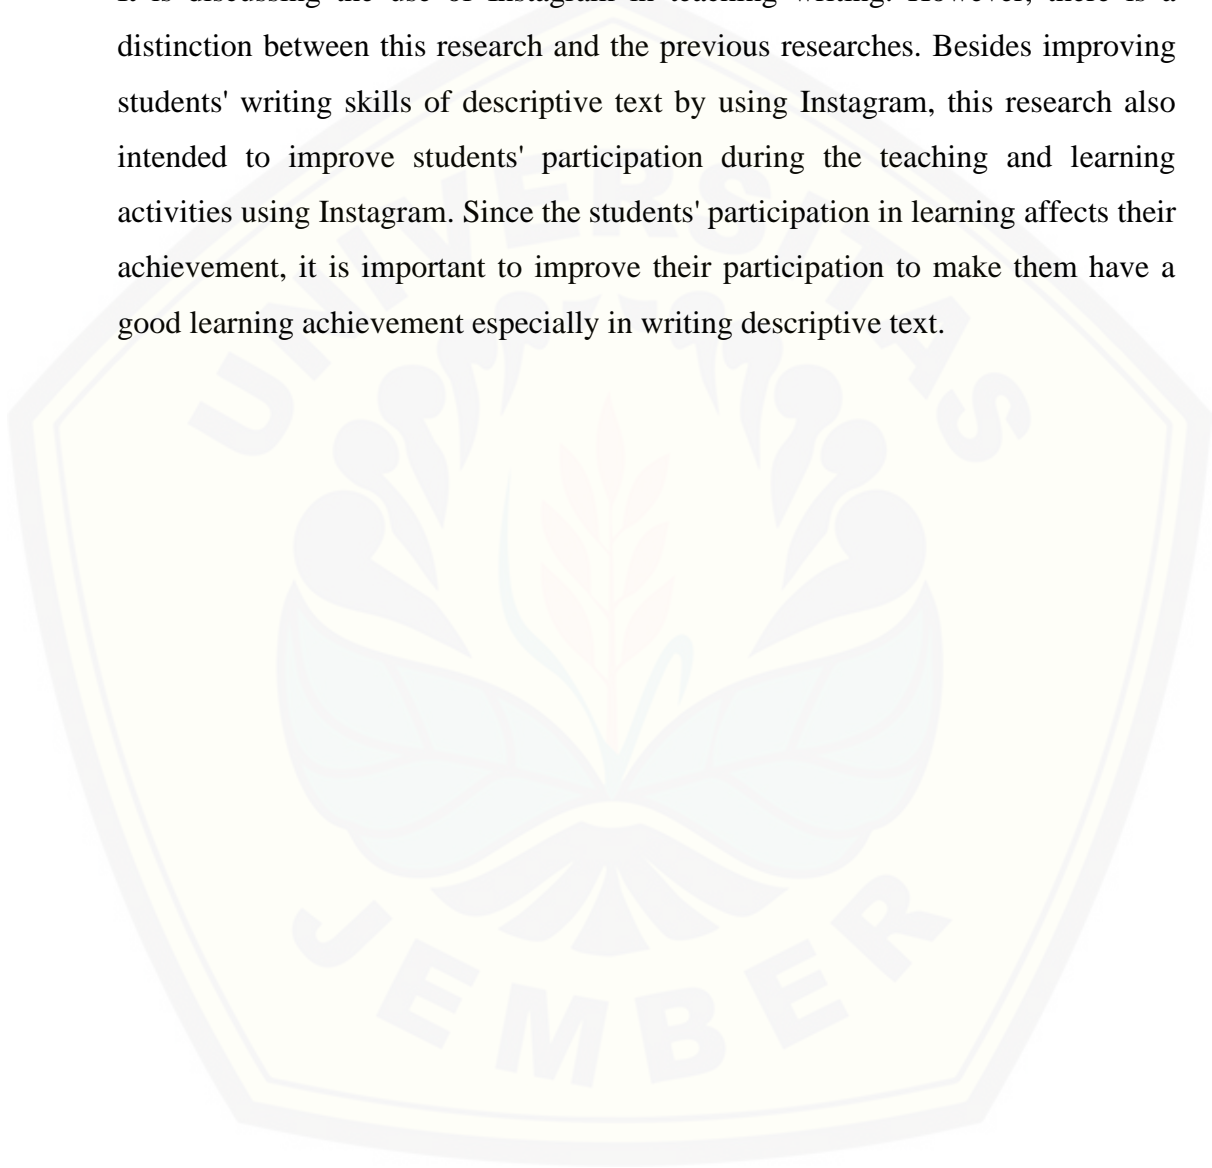 It is discussing the use of Instagram in teaching writing. However, there is a
distinction between this research and the previous researches. Besides improving
students' writing skills of descriptive text by using Instagram, this research also
intended to improve students' participation during the teaching and learning
activities using Instagram. Since the students' participation in learning affects their
achievement, it is important to improve their participation to make them have a
good learning achievement especially in writing descriptive text.
UNIVERSITAS
JEMBER